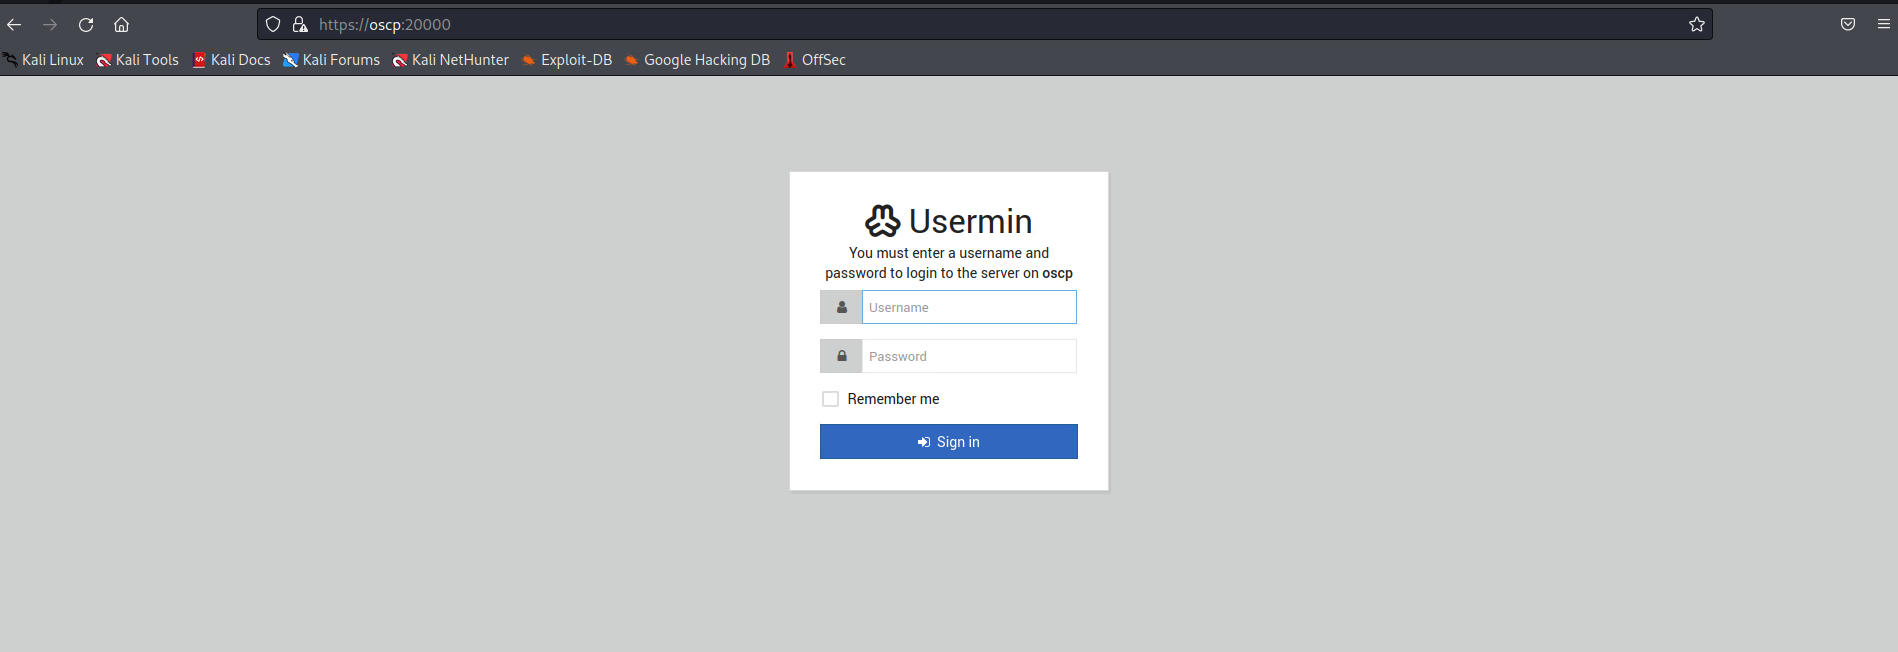 https://oscp:20000
Kali Linux Kali Tools Kali Docs Kali Forums Kali NetHunter Exploit-DB Google Hacking DB OffSec
Usermin
You must enter a username and
password to login to the server on oscp
Username
Password
Remember me
Sign in